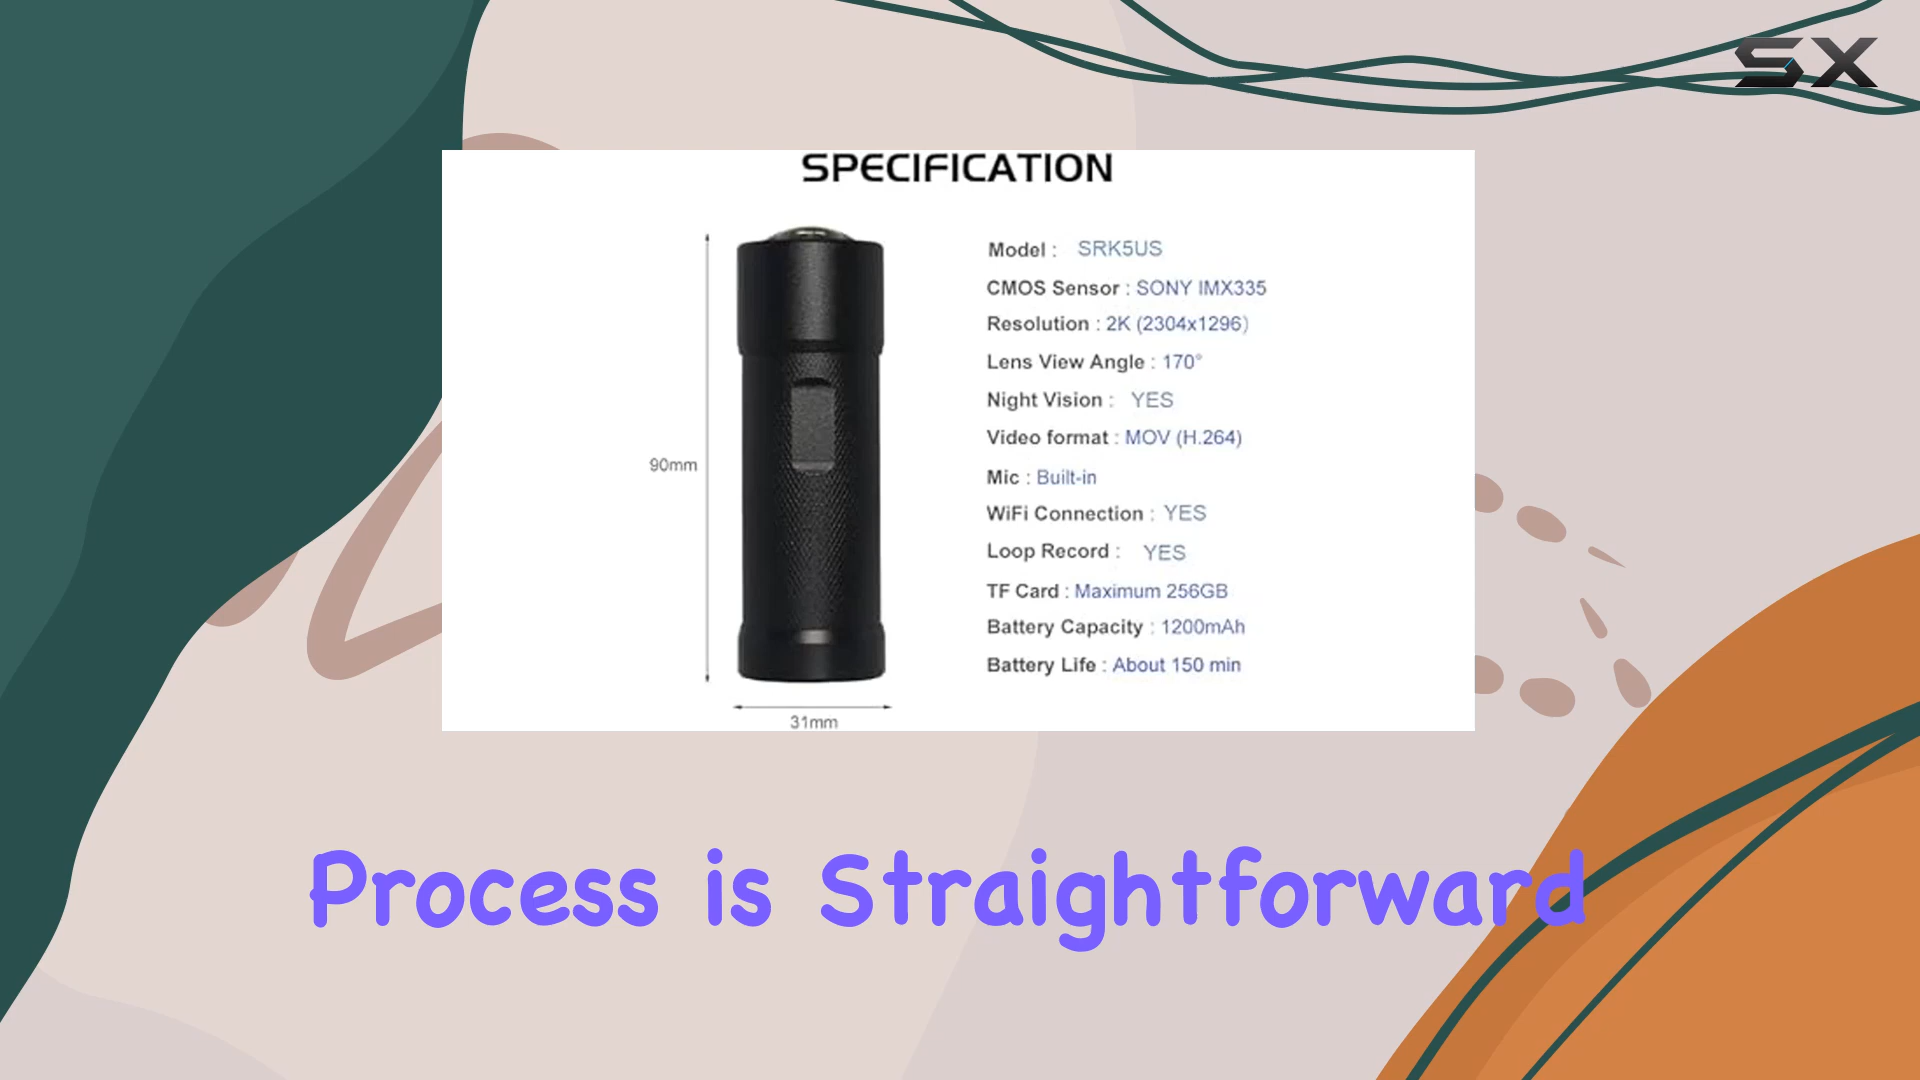 SX
SPECIFICATION
Model : SRK5US
CMOS Sensor : SONY IMX335
Resolution : 2K (2304x1296)
Lens View Angle : 170°
Night Vision : YES
Video format : MOV (H.264)
Mic : Built-in
WiFi Connection : YES
Loop Record : YES
TF Card : Maximum 256GB
Battery Capacity : 1200mAh
Battery Life : About 150 min
90mm
31mm
Process is Straightforward